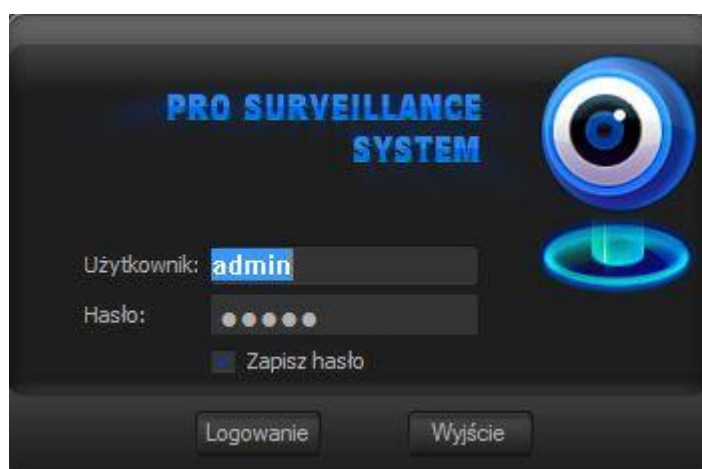 PRO SURVEILLANCE
SYSTEM
Użytkownik: admin
Hasło: ●●●●●
Zapisz hasło
Logowanie Wyjście